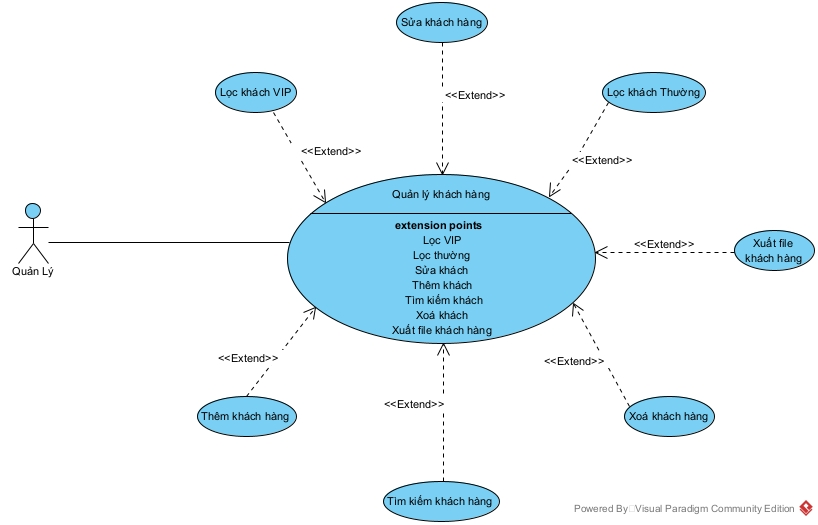 Sửa khách hàng
Lọc khách VIP
<<Extend>>
Lọc khách Thường
<<Extend>>
<<Extend>>
Quản lý khách hàng
extension points
Lọc VIP
Lọc thường
Sửa khách
Thêm khách
Tìm kiếm khách
Xoá khách
Xuất file khách hàng
Quản Lý
<<Extend>>
Xuất file
khách hàng
<<Extend>>
<<Extend>>
<<Extend>>
Thêm khách hàng
Xoá khách hàng
Tìm kiếm khách hàng
Powered By Visual Paradigm Community Edition